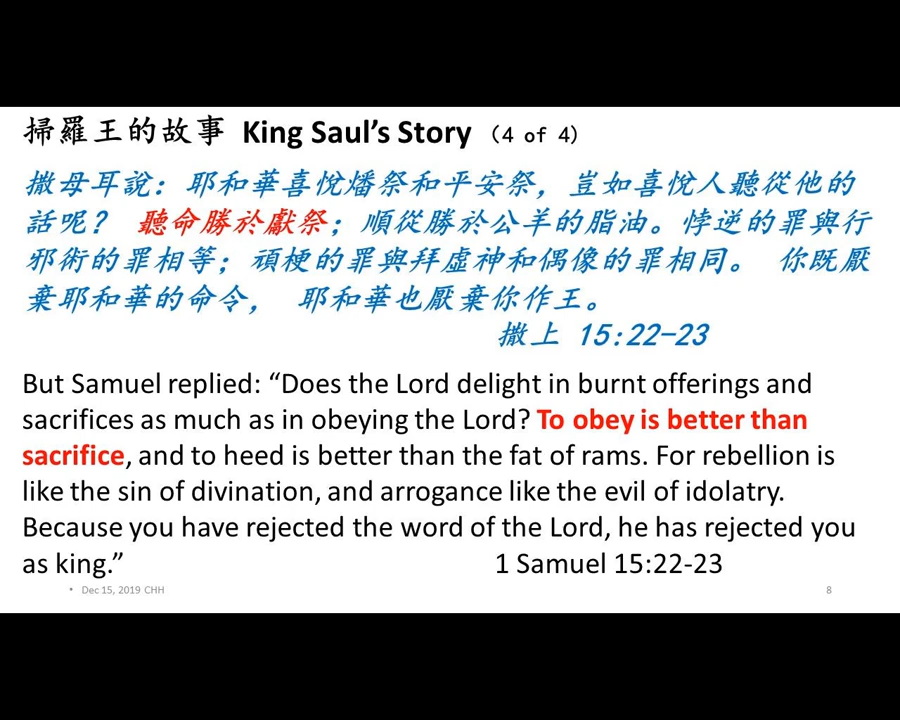 掃羅王的故事 King Saul’s Story (4 of 4)
撒母耳說：耶和華喜悅燔祭和平安祭，豈如喜悅人聽從他的
話呢？ 聽命勝於獻祭；順從勝於公羊的脂油。悖逆的罪與行
邪術的罪相等；頑梗的罪與拜虛神和偶像的罪相同。 你既厭
棄耶和華的命令， 耶和華也厭棄你作王。
撒上 15:22-23
But Samuel replied: “Does the Lord delight in burnt offerings and
sacrifices as much as in obeying the Lord? To obey is better than
sacrifice, and to heed is better than the fat of rams. For rebellion is
like the sin of divination, and arrogance like the evil of idolatry.
Because you have rejected the word of the Lord, he has rejected you
as king.” 1 Samuel 15:22-23
• Dec 15, 2019 CHH 8